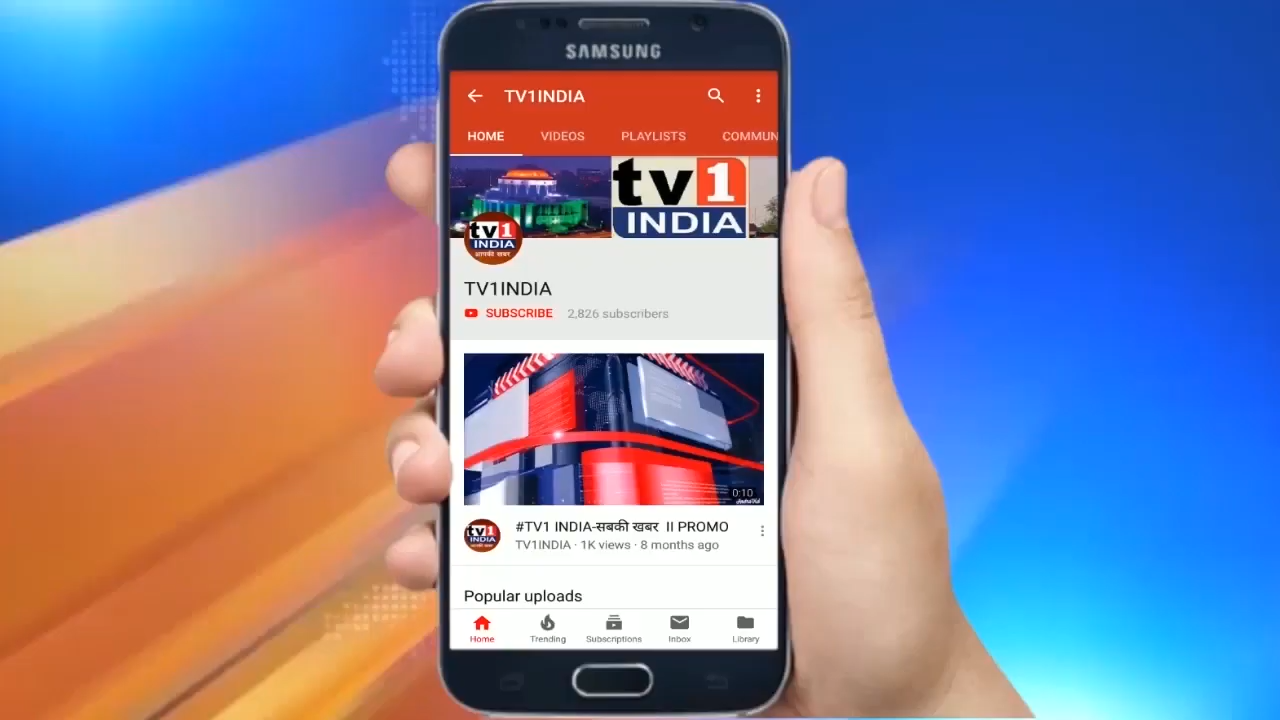 SAMSUNG
TV1INDIA
HOME VIDEOS PLAYLISTS COMMUN
tv1
INDIA
tv1
INDIA
आपकी खबर
TV1INDIA
SUBSCRIBE 2,826 subscribers
0:10
#TV1 INDIA-सबकी खबर II PROMO
TV1INDIA · 1K views · 8 months ago
tv1
INDIA
Popular uploads
Home Trending Subscriptions Inbox Library